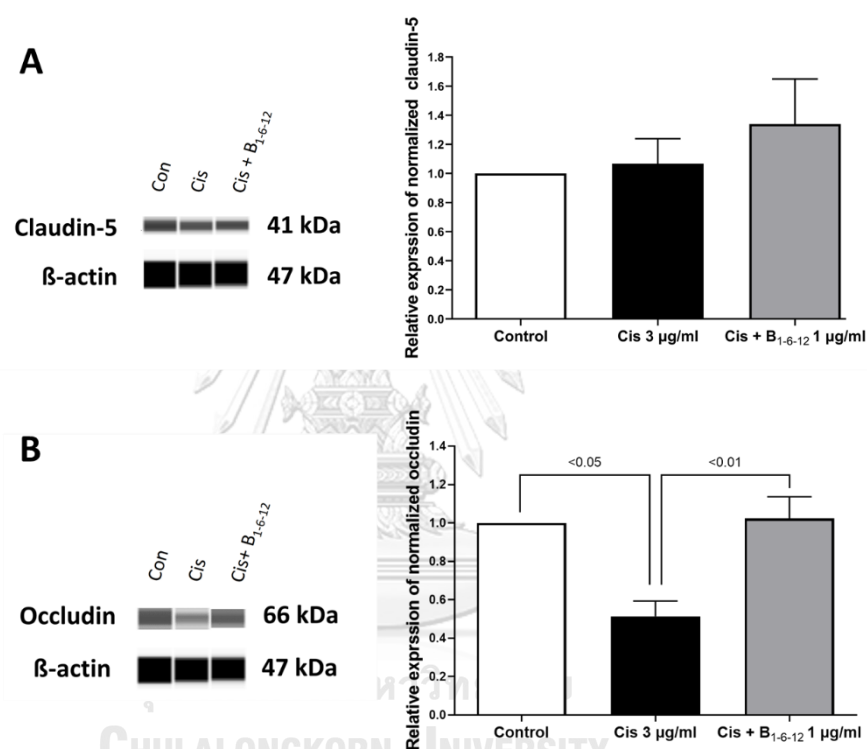 A
Con
Cis
Cis + B1-6-12
Claudin-5
41 kDa
ß-actin
47 kDa
Relative exprssion of normalized claudin-5
1.8
1.6
1.4
1.2
1.0
0.8
0.6
0.4
0.2
0.0
Control
Cis 3 µg/ml
Cis + B1-6-12 1 µg/ml
B
Con
Cis
Cis+ B1-6-12
Occludin
66 kDa
ß-actin
47 kDa
Relative exprssion of normalized occludin
1.4
1.2
1.0
0.8
0.6
0.4
0.2
0.0
<0.05
<0.01
Control
Cis 3 µg/ml
Cis + B1-6-12 1 µg/ml
CHULALONGKORN UNIVERSITY